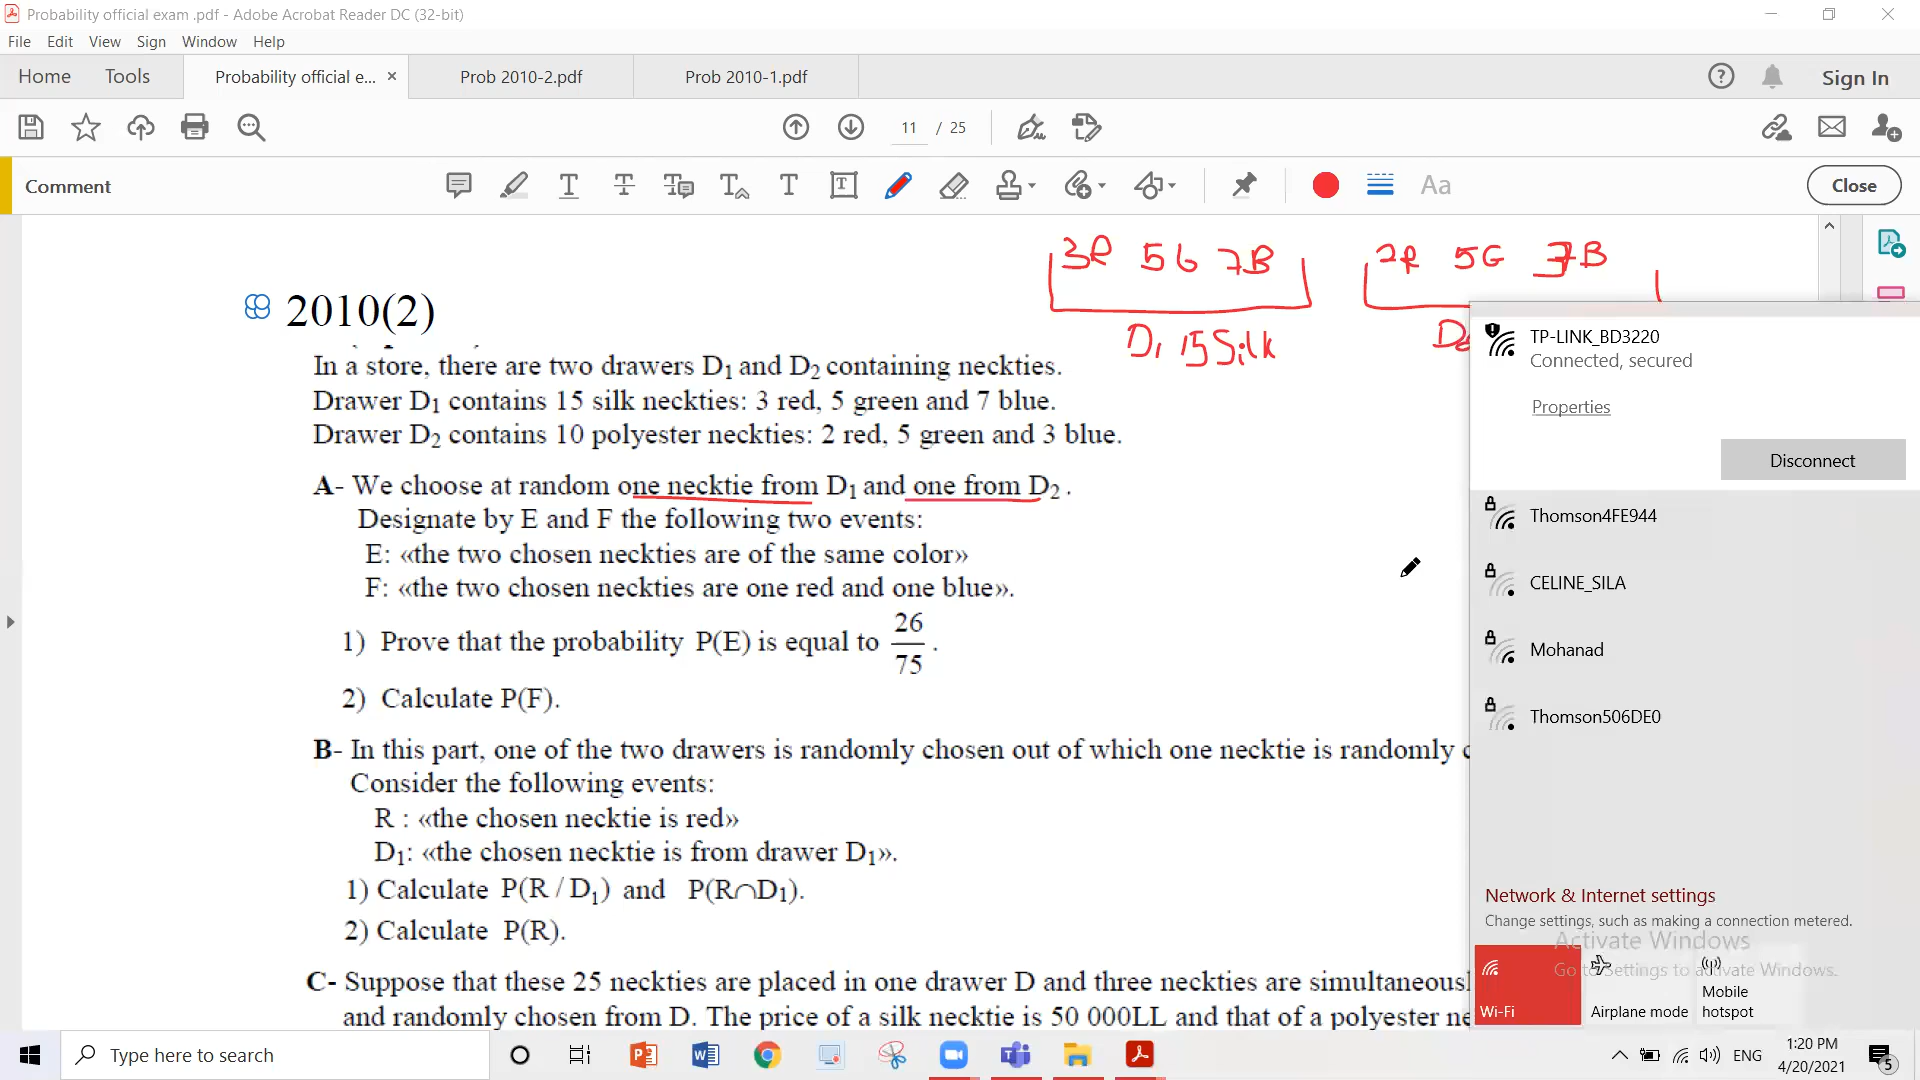 Probability official exam .pdf - Adobe Acrobat Reader DC (32-bit)
File Edit View Sign Window Help
Home Tools Probability official e... × Prob 2010-2.pdf Prob 2010-1.pdf ? Sign In
11 / 25
Comment T T T T T Aa Close
3R 5G 7B 2R 5G 7B
D1 15 Silk D2
2010(2)
In a store, there are two drawers D1 and D2 containing neckties.
Drawer D1 contains 15 silk neckties: 3 red, 5 green and 7 blue.
Drawer D2 contains 10 polyester neckties: 2 red, 5 green and 3 blue.
A- We choose at random one necktie from D1 and one from D2 .
Designate by E and F the following two events:
E: «the two chosen neckties are of the same color»
F: «the two chosen neckties are one red and one blue».
1) Prove that the probability P(E) is equal to 26/75 .
2) Calculate P(F).
B- In this part, one of the two drawers is randomly chosen out of which one necktie is randomly c
Consider the following events:
R : «the chosen necktie is red»
D1: «the chosen necktie is from drawer D1».
1) Calculate P(R / D1) and P(R∩D1).
2) Calculate P(R).
C- Suppose that these 25 neckties are placed in one drawer D and three neckties are simultaneousl
and randomly chosen from D. The price of a silk necktie is 50 000LL and that of a polyester ne
TP-LINK_BD3220
Connected, secured
Properties
Disconnect
Thomson4FE944
CELINE_SILA
Mohanad
Thomson506DE0
Network & Internet settings
Change settings, such as making a connection metered.
Activate Windows
Go to Settings to activate Windows.
Wi-Fi
Airplane mode
Mobile
hotspot
Type here to search
ENG
1:20 PM
4/20/2021
5